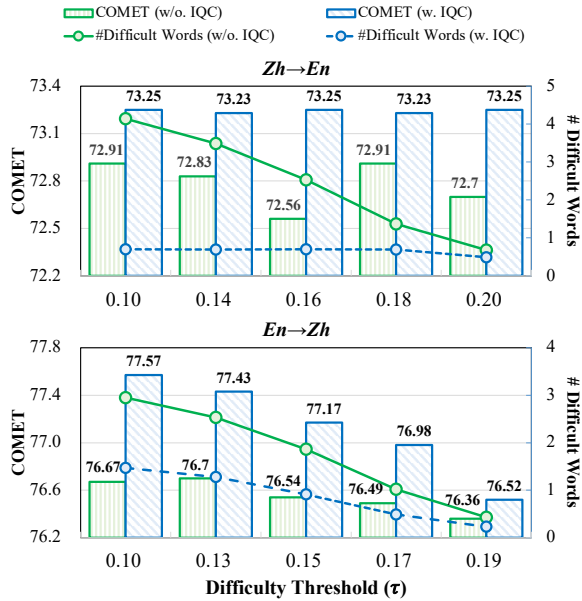 COMET (w/o. IQC) COMET (w. IQC)
#Difficult Words (w/o. IQC) #Difficult Words (w. IQC)
Zh→En
73.4 5
73.1 4
72.8 3
72.5 2
1
72.2 0
COMET
# Difficult Words
72.91 73.25 72.83 73.23 72.56 73.25 72.91 73.23 72.7 73.25
0.10 0.14 0.16 0.18 0.20
En→Zh
77.8 4
77.4 3
77.0 2
76.6 1
76.2 0
COMET
# Difficult Words
76.67 77.57 76.7 77.43 76.54 77.17 76.49 76.98 76.36 76.52
0.10 0.13 0.15 0.17 0.19
Difficulty Threshold (τ)